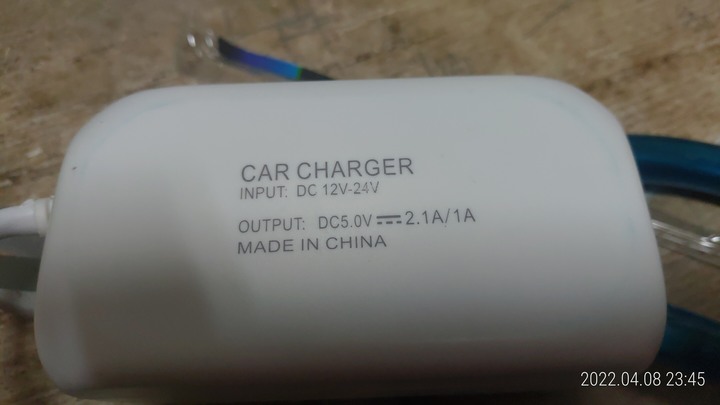 CAR CHARGER
INPUT: DC 12V-24V
OUTPUT: DC5.0V⎓2.1A/1A
MADE IN CHINA
2022.04.08 23:45